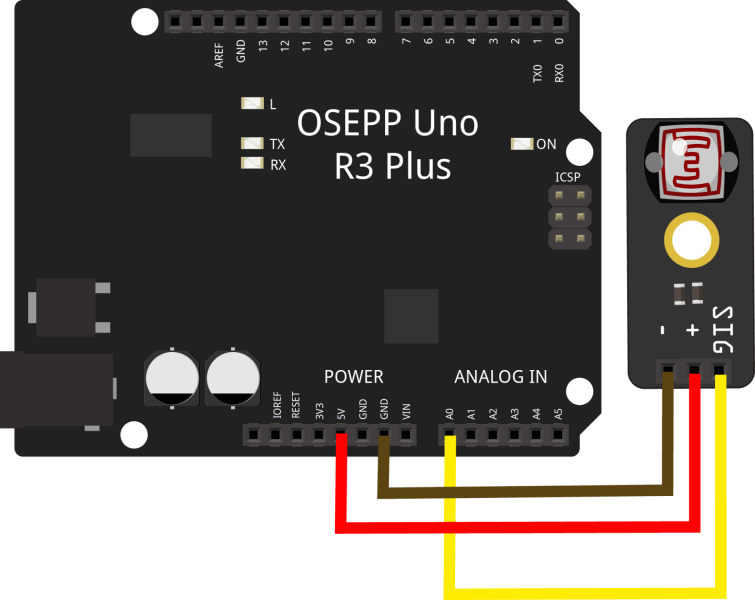 AREF GND 13 12 11 10 9 8 7 6 5 4 3 2 1 0
TX0 RX0
L
TX
RX
OSEPP Uno
R3 Plus
ON
ICSP
- + SIG
POWER ANALOG IN
IOREF RESET 3V3 5V GND GND VIN A0 A1 A2 A3 A4 A5